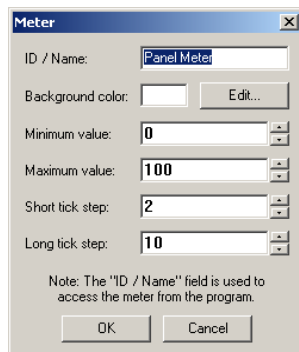 Meter
ID / Name: Panel Meter
Background color: Edit...
Minimum value: 0
Maximum value: 100
Short tick step: 2
Long tick step: 10
Note: The "ID / Name" field is used to
access the meter from the program.
OK Cancel